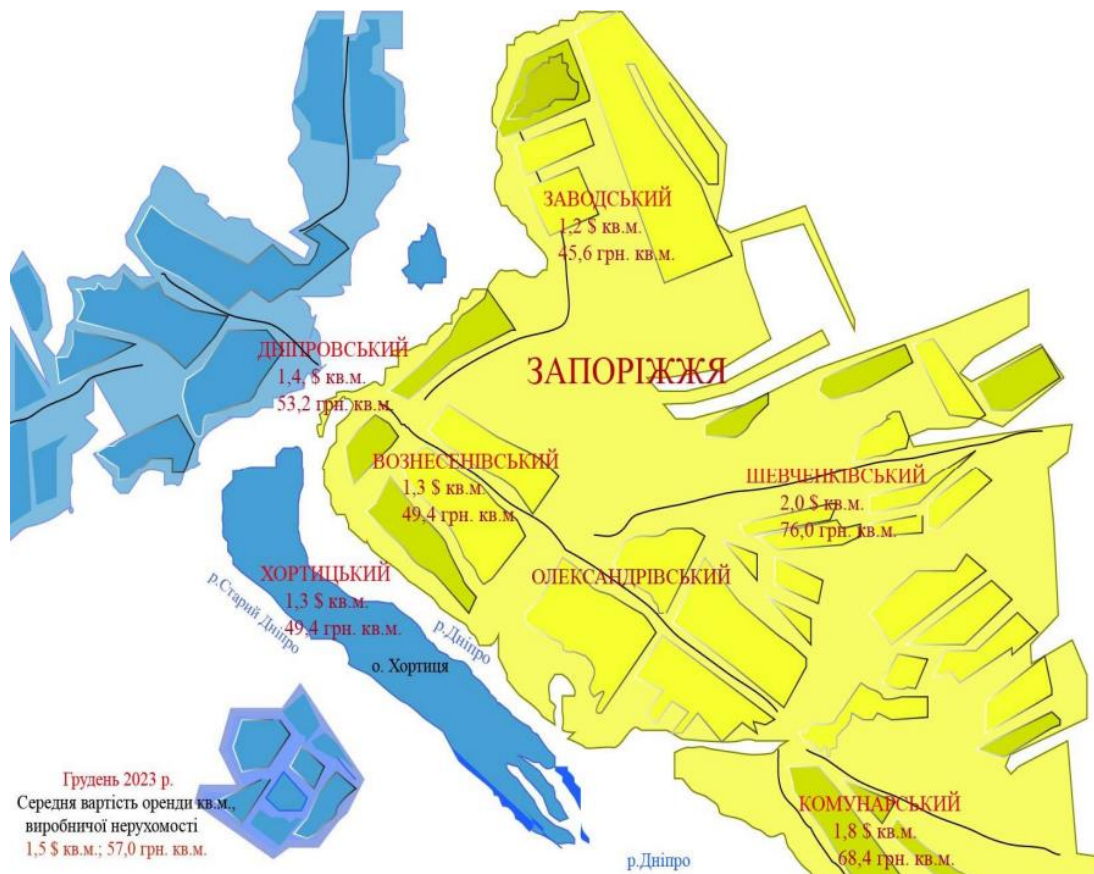 ЗАВОДСЬКИЙ
1,2 $ кв.м.
45,6 грн. кв.м.
ДНІПРОВСЬКИЙ
1,4, $ кв.м.
53,2 грн. кв.м.
ЗАПОРІЖЖЯ
ВОЗНЕСЕНІВСЬКИЙ
1,3 $ кв.м.
49,4 грн. кв.м
ШЕВЧЕНКІВСЬКИЙ
2,0 $ кв.м.
76,0 грн. кв.м.
ХОРТИЦЬКИЙ
1,3 $ кв.м.
49,4 грн. кв.м.
ОЛЕКСАНДРІВСЬКИЙ
р.Старий Дніпро
р.Дніпро
о. Хортиця
Грудень 2023 р.
Середня вартість оренди кв.м.,
виробничої нерухомості
1,5 $ кв.м.; 57,0 грн. кв.м.
КОМУНАРСЬКИЙ
1,8 $ кв.м.
68,4 грн. кв.м.
р.Дніпро